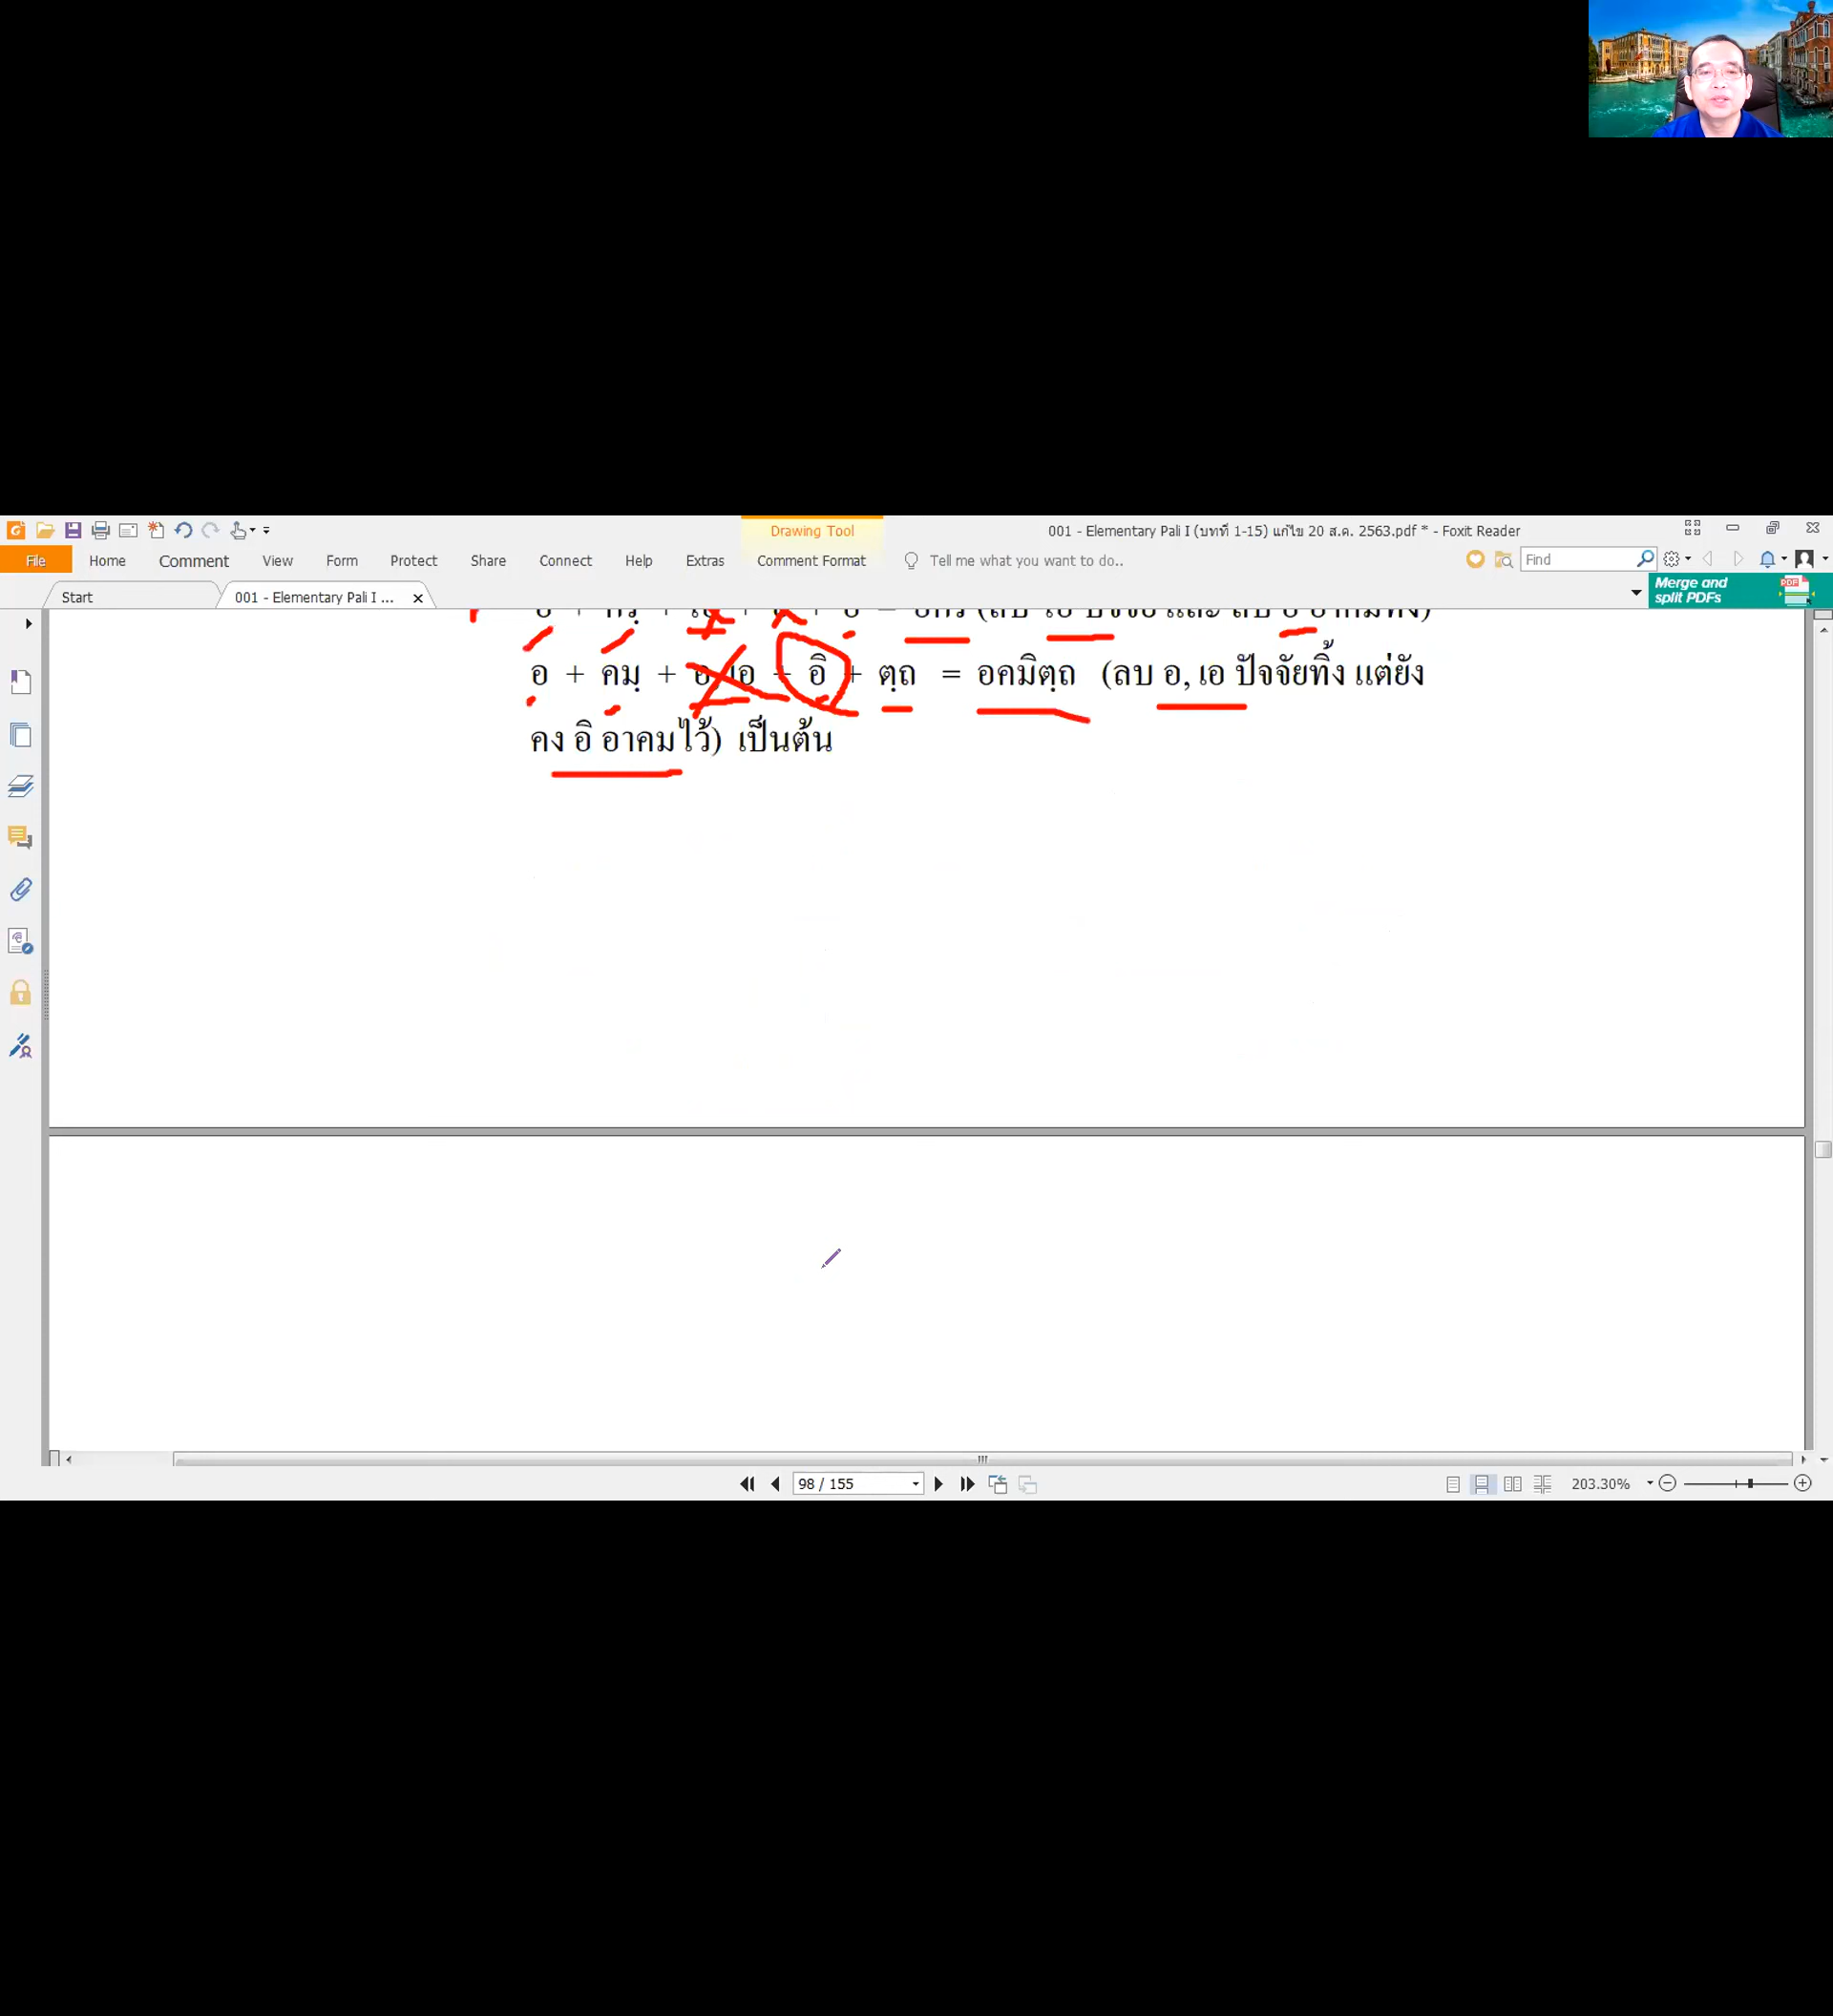 Drawing Tool
001 - Elementary Pali I (บทที่ 1-15) แก้ไข 20 ส.ค. 2563.pdf * - Foxit Reader
File Home Comment View Form Protect Share Connect Help Extras Comment Format Tell me what you want to do.. Find
Start
001 - Elementary Pali I ...
Merge and
split PDFs
อ + คมฺ + อ, เอ + อิ + ตฺถ = อคมิตฺถ (ลบ อ, เอ ปัจจัยทิ้ง แต่ยัง
คง อิ อาคมไว้) เป็นต้น
98 / 155
203.30%